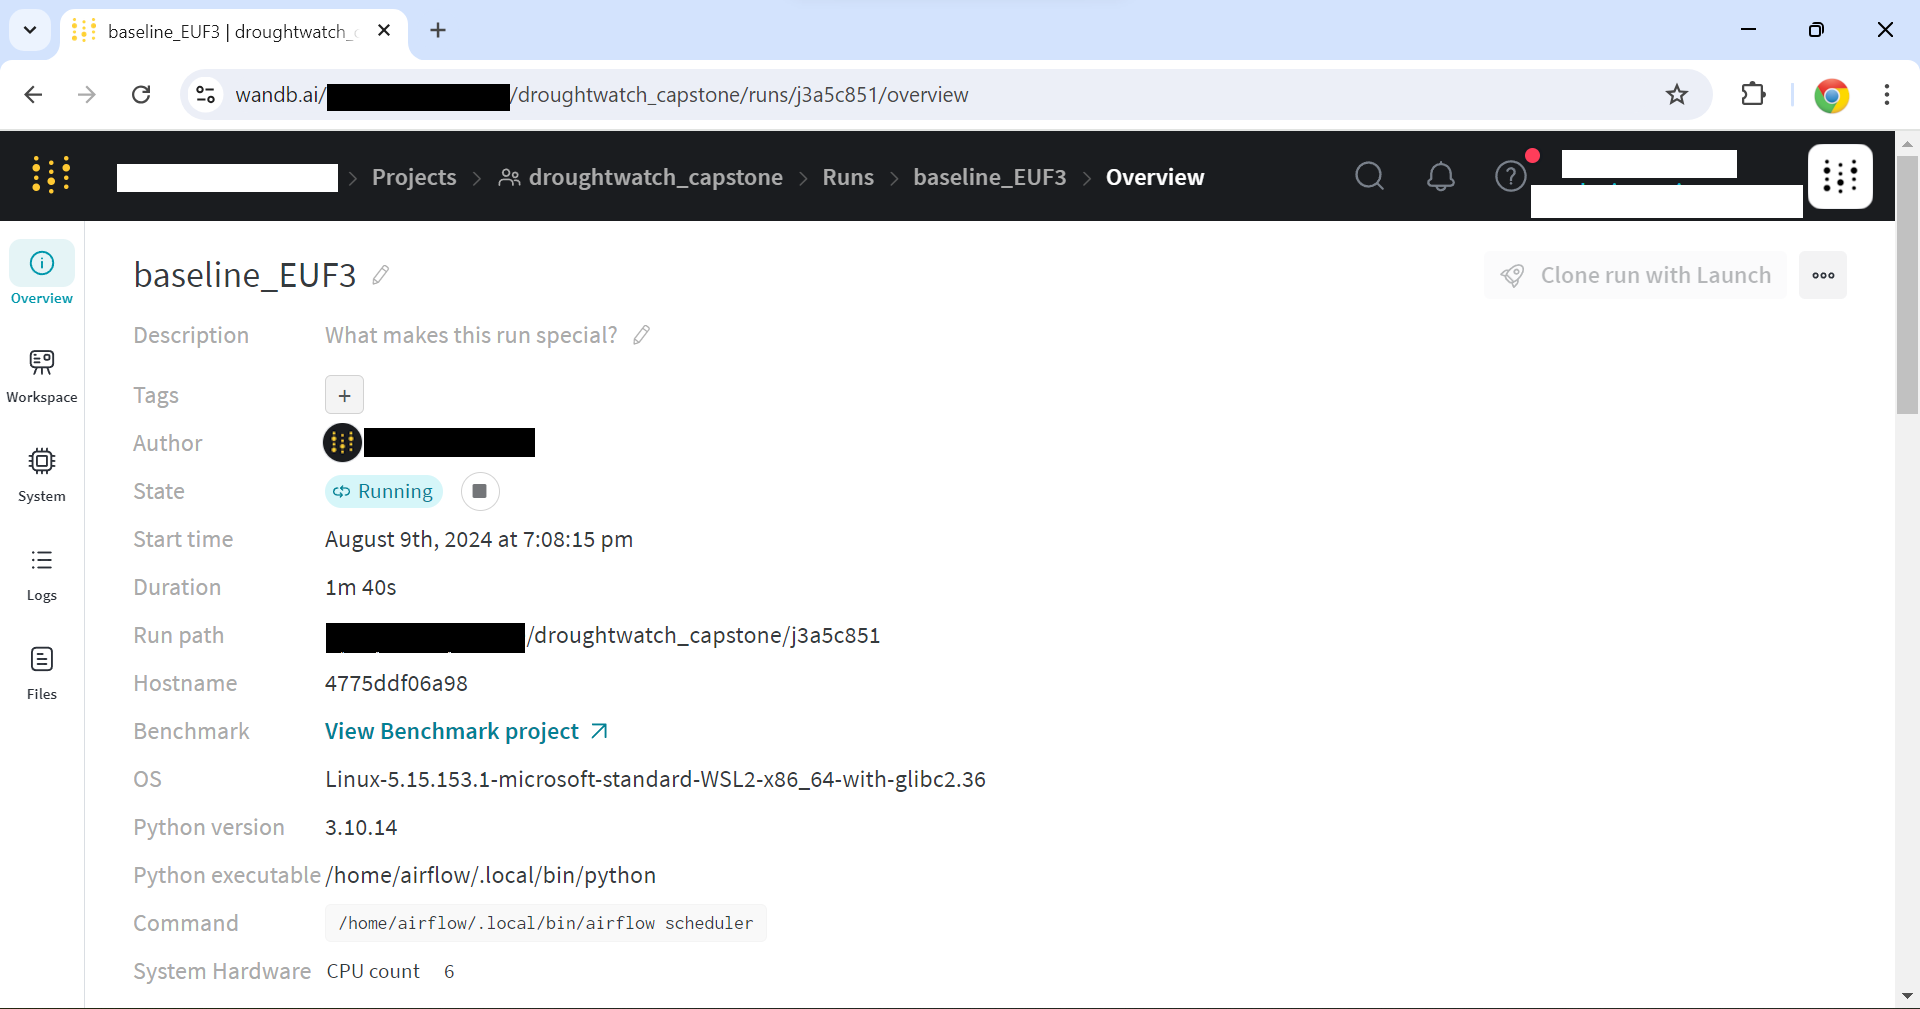 baseline_EUF3 | droughtwatch_
wandb.ai/ /droughtwatch_capstone/runs/j3a5c851/overview
Projects droughtwatch_capstone Runs baseline_EUF3 Overview
Overview
Workspace
System
Logs
Files
baseline_EUF3
Clone run with Launch
Description What makes this run special?
Tags +
Author
State Running
Start time August 9th, 2024 at 7:08:15 pm
Duration 1m 40s
Run path /droughtwatch_capstone/j3a5c851
Hostname 4775ddf06a98
Benchmark View Benchmark project
OS Linux-5.15.153.1-microsoft-standard-WSL2-x86_64-with-glibc2.36
Python version 3.10.14
Python executable /home/airflow/.local/bin/python
Command /home/airflow/.local/bin/airflow scheduler
System Hardware CPU count 6